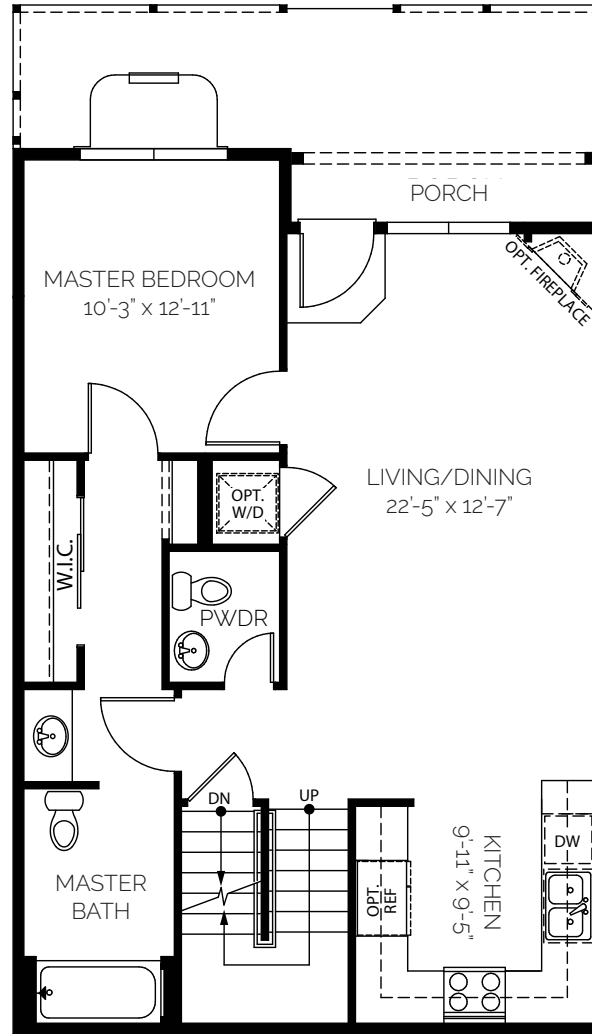 PORCH
OPT. FIREPLACE
MASTER BEDROOM
10'-3" x 12'-11"
LIVING/DINING
22'-5" x 12'-7"
OPT.
W/D
W.I.C.
PWDR
DN
UP
KITCHEN
9'-11" x 9'-5"
DW
OPT.
REF
MASTER
BATH